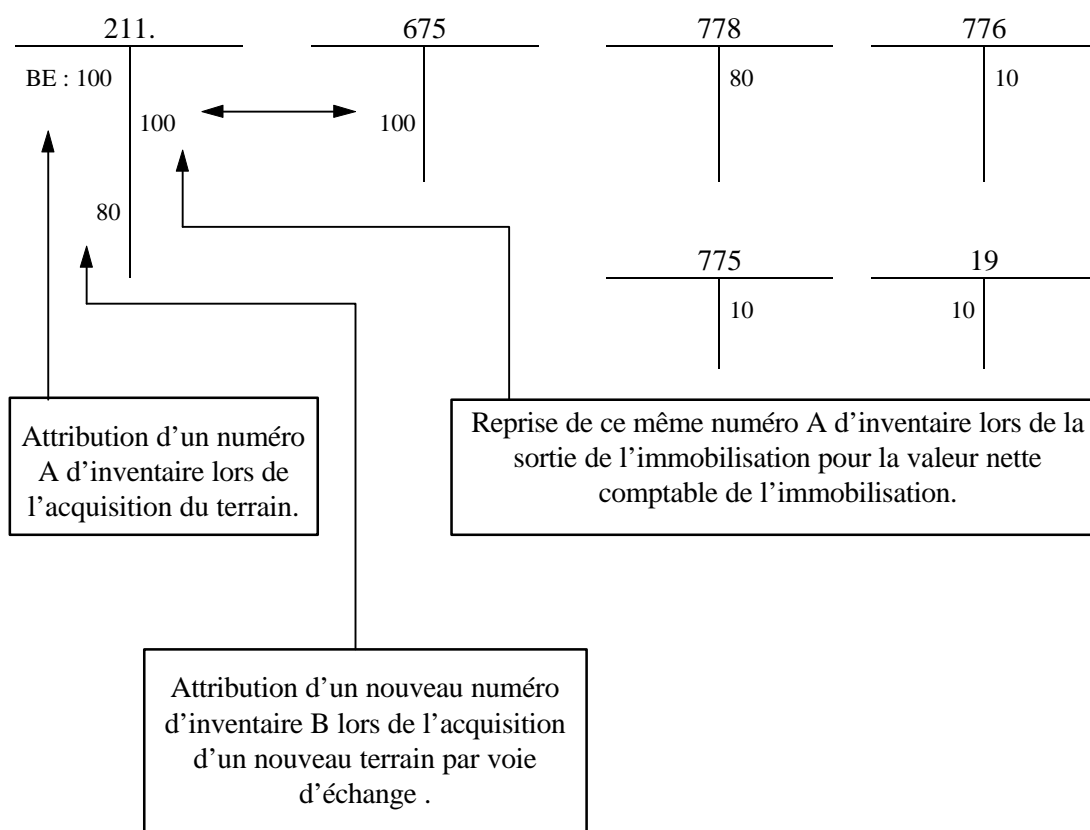 211.
675
778
776
BE : 100
80
10
100
100
80
775
19
10
10
Attribution d’un numéro
A d’inventaire lors de
l’acquisition du terrain.
Reprise de ce même numéro A d’inventaire lors de la
sortie de l’immobilisation pour la valeur nette
comptable de l’immobilisation.
Attribution d’un nouveau numéro
d’inventaire B lors de l’acquisition
d’un nouveau terrain par voie
d’échange .